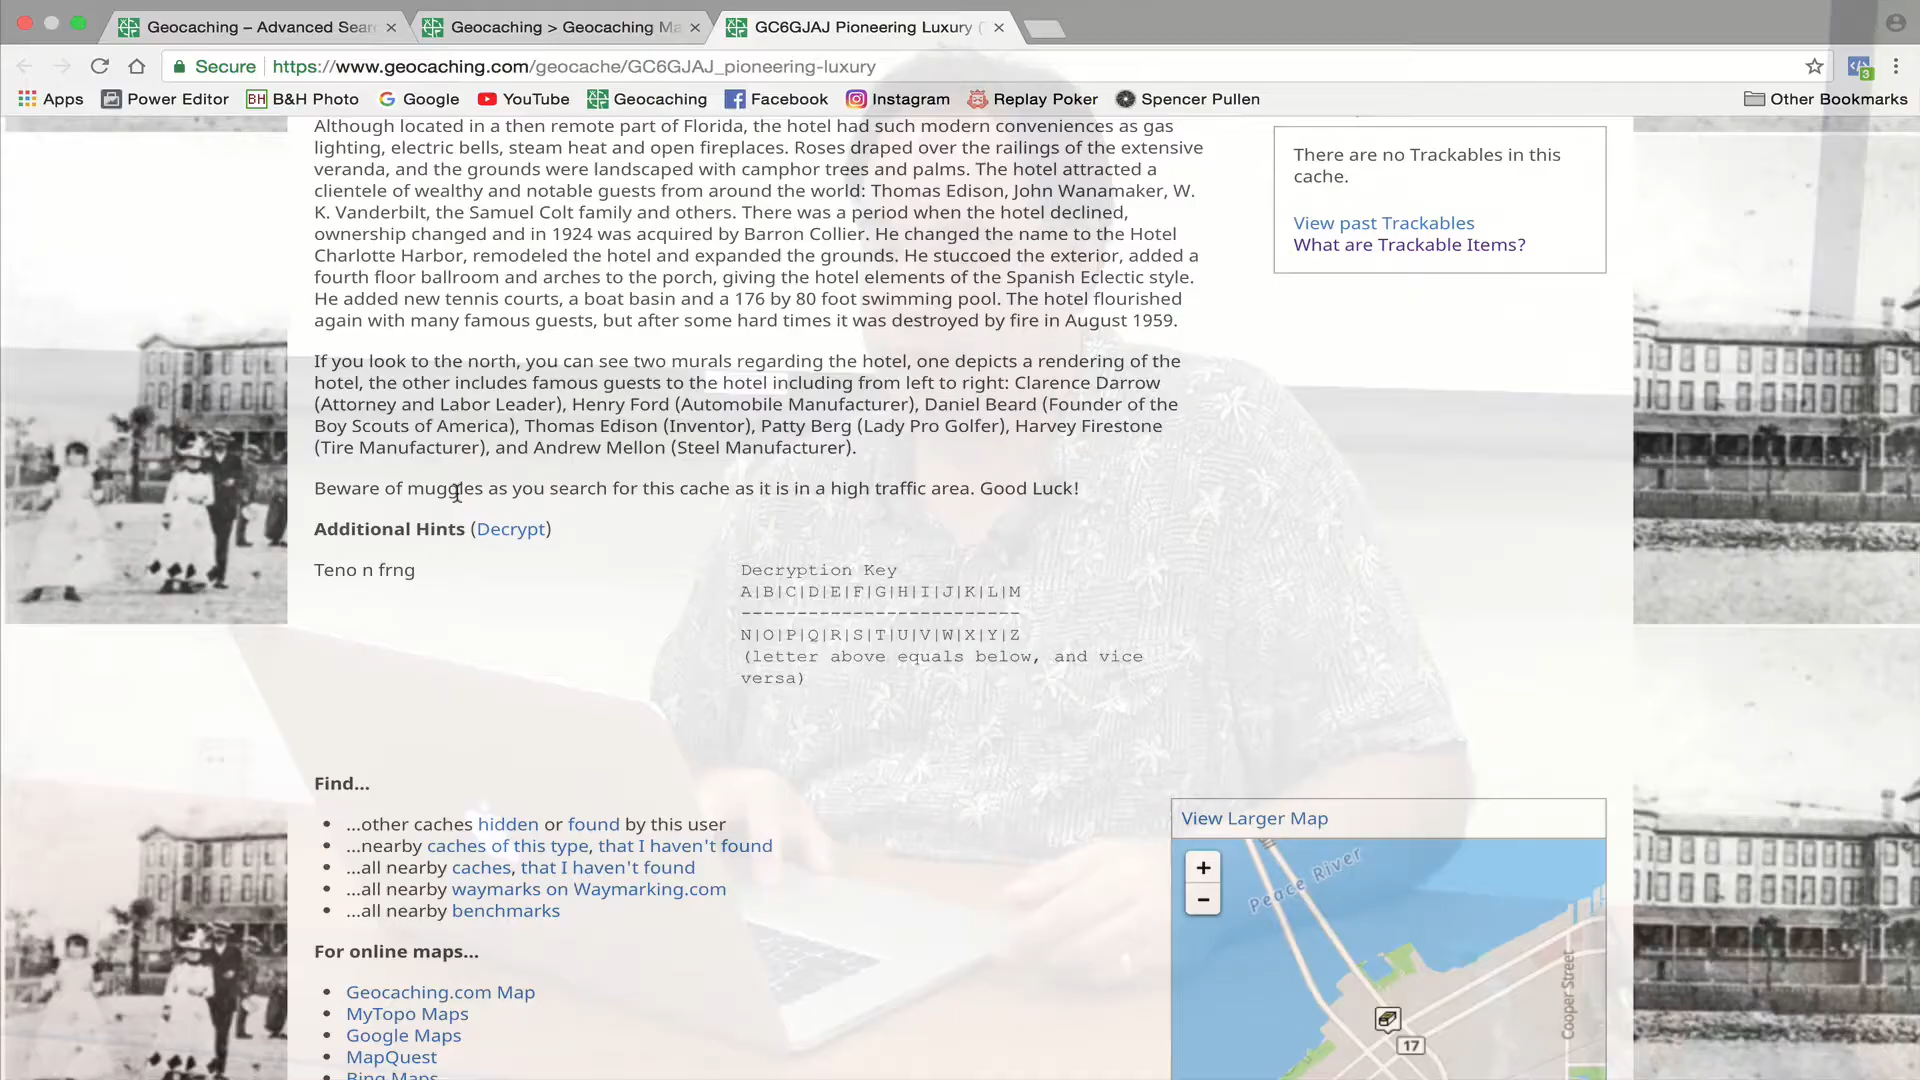 Geocaching – Advanced Sear
Geocaching > Geocaching Ma
GC6GJAJ Pioneering Luxury (
Secure | https://www.geocaching.com/geocache/GC6GJAJ_pioneering-luxury
3
Apps Power Editor BH B&H Photo Google YouTube Geocaching Facebook Instagram Replay Poker Spencer Pullen Other Bookmarks
Although located in a then remote part of Florida, the hotel had such modern conveniences as gas
lighting, electric bells, steam heat and open fireplaces. Roses draped over the railings of the extensive
veranda, and the grounds were landscaped with camphor trees and palms. The hotel attracted a
clientele of wealthy and notable guests from around the world: Thomas Edison, John Wanamaker, W.
K. Vanderbilt, the Samuel Colt family and others. There was a period when the hotel declined,
ownership changed and in 1924 was acquired by Barron Collier. He changed the name to the Hotel
Charlotte Harbor, remodeled the hotel and expanded the grounds. He stuccoed the exterior, added a
fourth floor ballroom and arches to the porch, giving the hotel elements of the Spanish Eclectic style.
He added new tennis courts, a boat basin and a 176 by 80 foot swimming pool. The hotel flourished
again with many famous guests, but after some hard times it was destroyed by fire in August 1959.
If you look to the north, you can see two murals regarding the hotel, one depicts a rendering of the
hotel, the other includes famous guests to the hotel including from left to right: Clarence Darrow
(Attorney and Labor Leader), Henry Ford (Automobile Manufacturer), Daniel Beard (Founder of the
Boy Scouts of America), Thomas Edison (Inventor), Patty Berg (Lady Pro Golfer), Harvey Firestone
(Tire Manufacturer), and Andrew Mellon (Steel Manufacturer).
Beware of muggles as you search for this cache as it is in a high traffic area. Good Luck!
Additional Hints (Decrypt)
Teno n frng
Decryption Key
A|B|C|D|E|F|G|H|I|J|K|L|M
-------------------------
N|O|P|Q|R|S|T|U|V|W|X|Y|Z
(letter above equals below, and vice
versa)
There are no Trackables in this
cache.
View past Trackables
What are Trackable Items?
Find...
...other caches hidden or found by this user
...nearby caches of this type, that I haven't found
...all nearby caches, that I haven't found
...all nearby waymarks on Waymarking.com
...all nearby benchmarks
For online maps...
Geocaching.com Map
MyTopo Maps
Google Maps
MapQuest
Bing Maps
View Larger Map
+
−
Peace River
Cooper Street
17